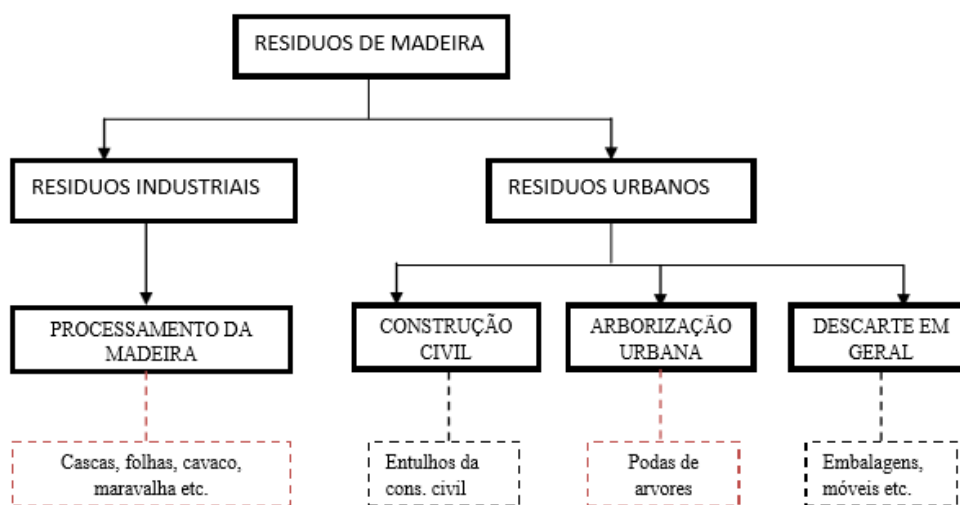 RESIDUOS DE MADEIRA
RESIDUOS INDUSTRIAIS
RESIDUOS URBANOS
PROCESSAMENTO DA
MADEIRA
CONSTRUÇÃO
CIVIL
ARBORIZAÇÃO
URBANA
DESCARTE EM
GERAL
Cascas, folhas, cavaco,
maravalha etc.
Entulhos da
cons. civil
Podas de
arvores
Embalagens,
móveis etc.